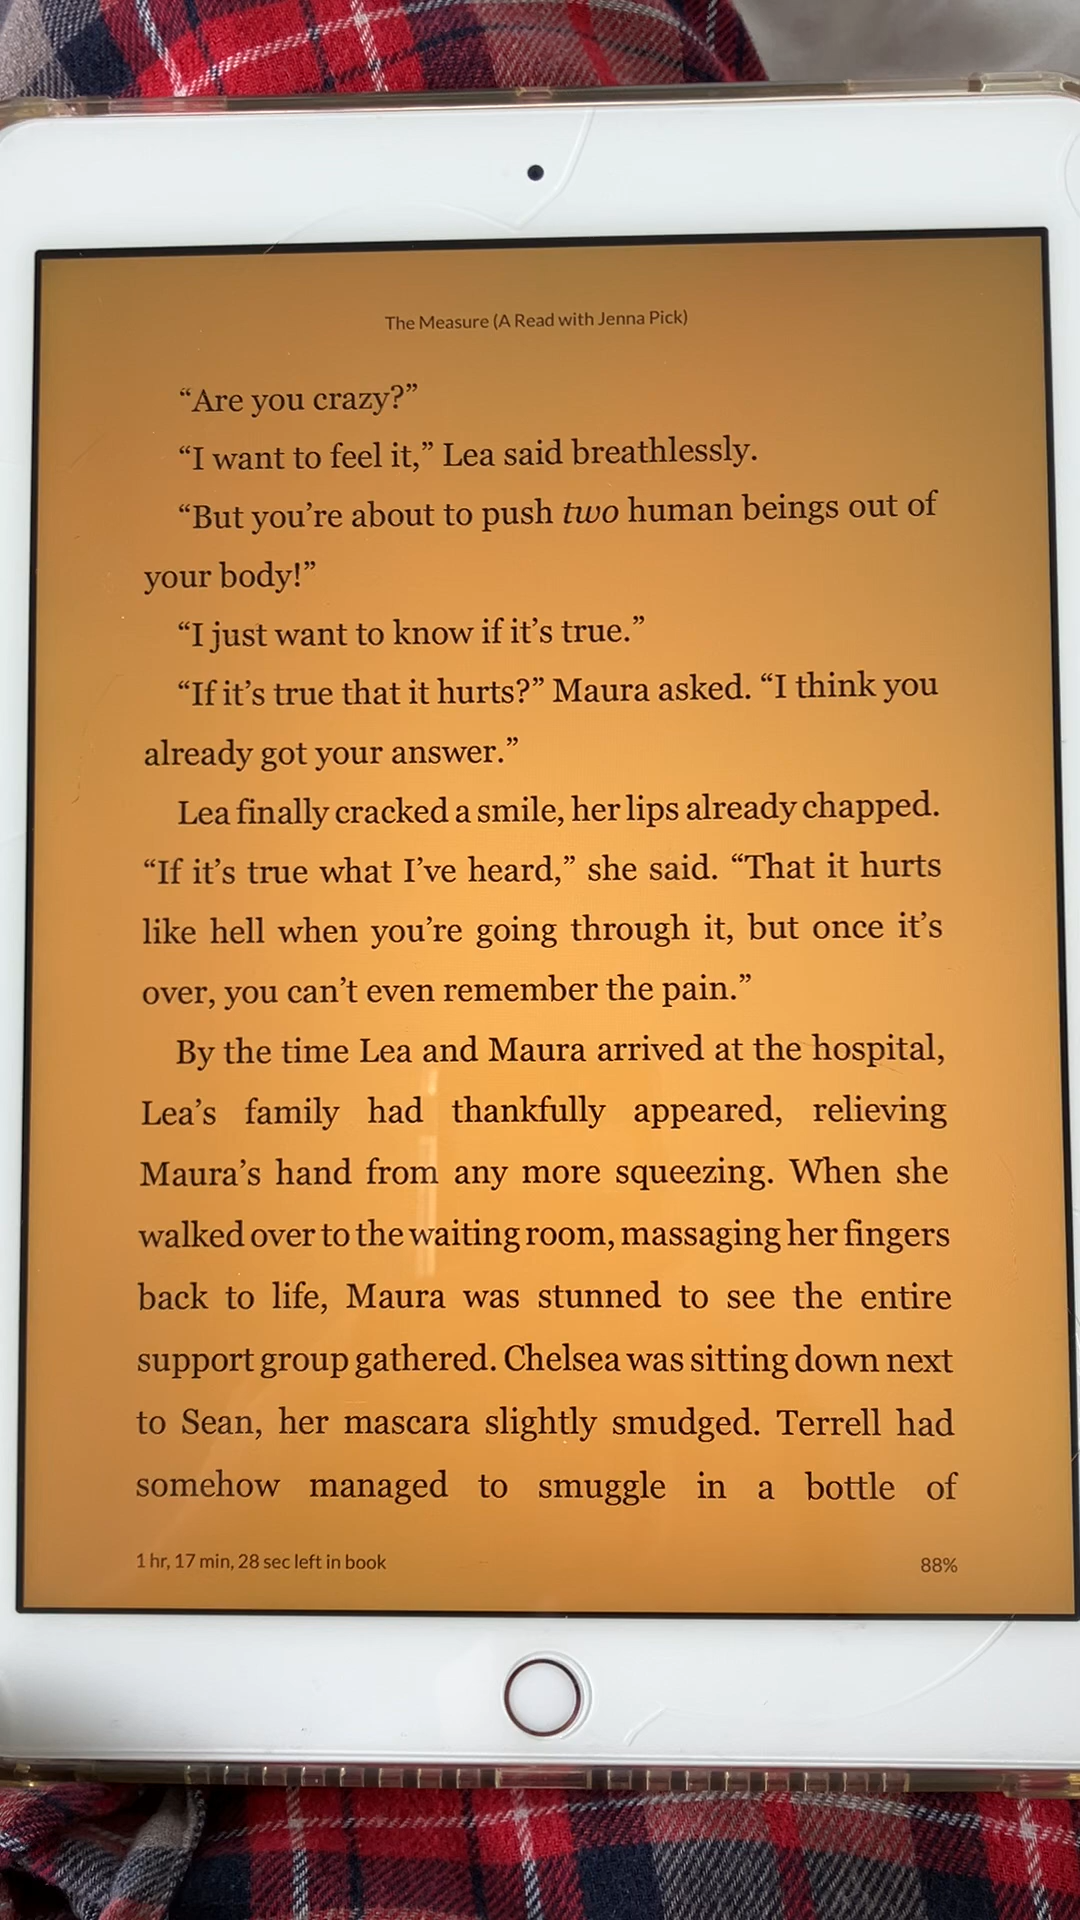 The Measure (A Read with Jenna Pick)
“Are you crazy?”
“I want to feel it,” Lea said breathlessly.
“But you’re about to push two human beings out of
your body!”
“I just want to know if it’s true.”
“If it’s true that it hurts?” Maura asked. “I think you
already got your answer.”
Lea finally cracked a smile, her lips already chapped.
“If it’s true what I’ve heard,” she said. “That it hurts
like hell when you’re going through it, but once it’s
over, you can’t even remember the pain.”
By the time Lea and Maura arrived at the hospital,
Lea’s family had thankfully appeared, relieving
Maura’s hand from any more squeezing. When she
walked over to the waiting room, massaging her fingers
back to life, Maura was stunned to see the entire
support group gathered. Chelsea was sitting down next
to Sean, her mascara slightly smudged. Terrell had
somehow managed to smuggle in a bottle of
1 hr, 17 min, 28 sec left in book
88%